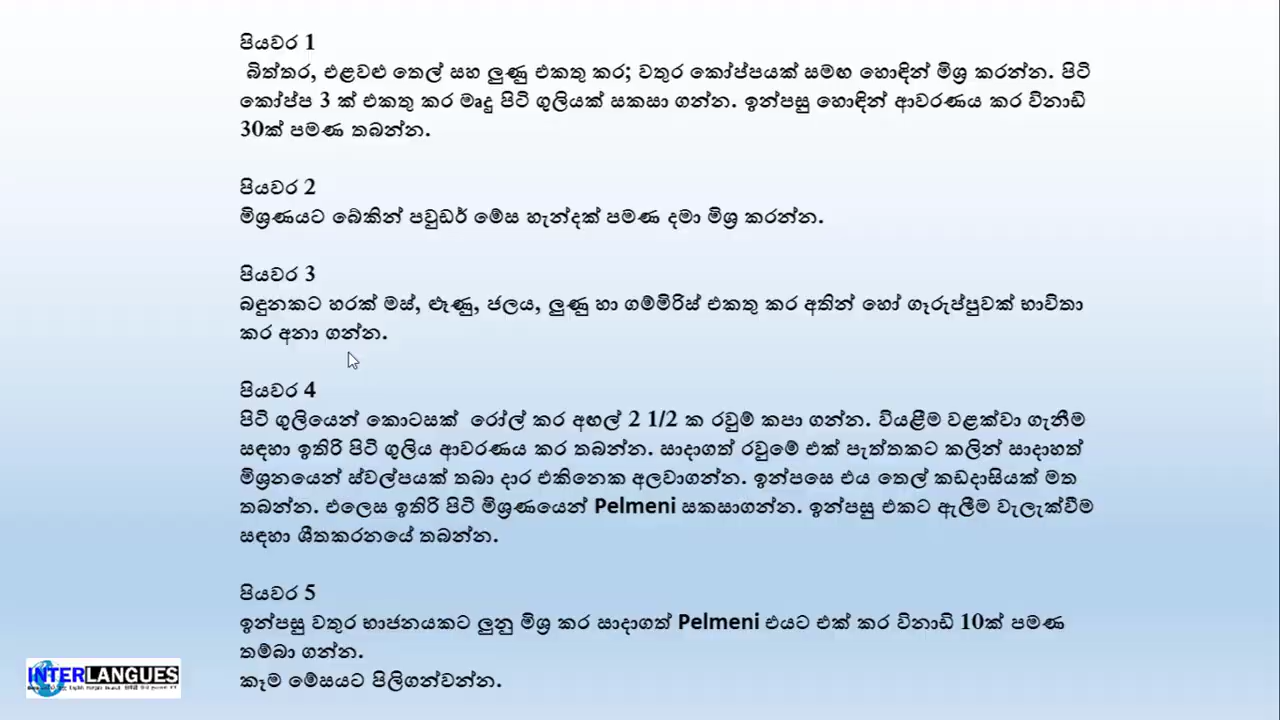 පියවර 1
බිත්තර, එළවළු තෙල් සහ ලුණු එකතු කර; වතුර කෝප්පයක් සමඟ හොඳින් මිශ්‍ර කරන්න. පිටි
කෝප්ප 3 ක් එකතු කර මෘදු පිටි ගුලියක් සකසා ගන්න. ඉන්පසු හොඳින් ආවරණය කර විනාඩි
30ක් පමණ තබන්න.
පියවර 2
මිශ්‍රණයට බේකින් පවුඩර් මේස හැන්දක් පමණ දමා මිශ්‍ර කරන්න.
පියවර 3
බඳුනකට හරක් මස්, ළූණු, ජලය, ලුණු හා ගම්මිරිස් එකතු කර අතින් හෝ ගෑරුප්පුවක් භාවිතා
කර අනා ගන්න.
පියවර 4
පිටි ගුලියෙන් කොටසක් රෝල් කර අඟල් 2 1/2 ක රවුම් කපා ගන්න. වියළීම වළක්වා ගැනීම
සඳහා ඉතිරි පිටි ගුලිය ආවරණය කර තබන්න. සාදාගත් රවුමේ එක් පැත්තකට කලින් සාදාගත්
මිශ්‍රනයෙන් ස්වල්පයක් තබා දාර එකිනෙක අලවාගන්න. ඉන්පසෙ එය තෙල් කඩදාසියක් මත
තබන්න. එලෙස ඉතිරි පිටි මිශ්‍රණයෙන් Pelmeni සකසාගන්න. ඉන්පසු එකට ඇලීම වැලැක්වීම
සඳහා ශීතකරනයේ තබන්න.
පියවර 5
ඉන්පසු වතුර භාජනයකට ලුනු මිශ්‍ර කර සාදාගත් Pelmeni එයට එක් කර විනාඩි 10ක් පමණ
තම්බා ගන්න.
කෑම මේසයට පිලිගන්වන්න.
INTERLANGUES